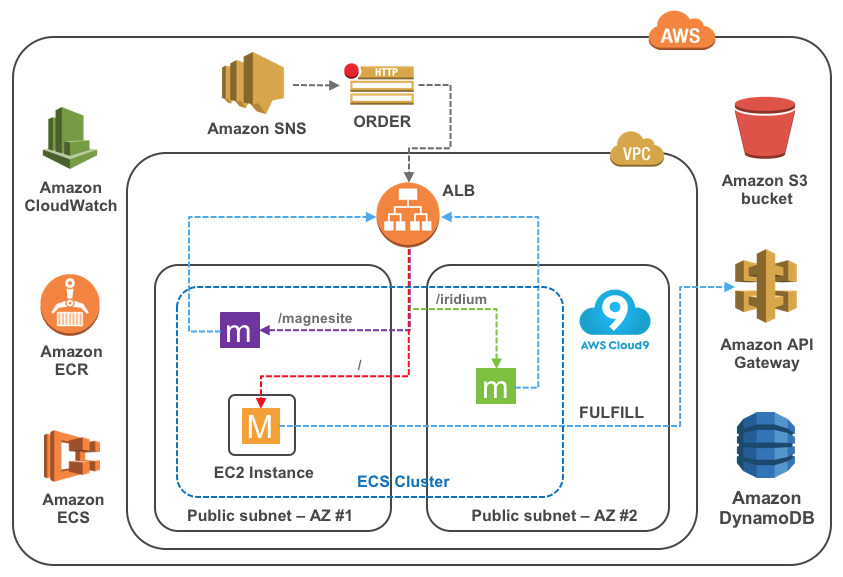 AWS
HTTP
Amazon SNS
ORDER
VPC
Amazon
CloudWatch
ALB
Amazon S3
bucket
/magnesite
/iridium
m
9
AWS Cloud9
Amazon
ECR
Amazon API
Gateway
/
m
M
FULFILL
EC2 Instance
ECS Cluster
Amazon
ECS
Amazon
DynamoDB
Public subnet – AZ #1
Public subnet – AZ #2